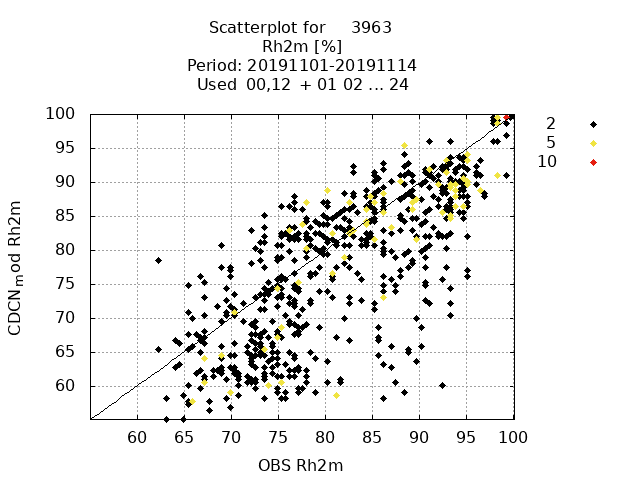 Scatterplot for 3963
Rh2m [%]
Period: 20191101-20191114
Used 00,12 + 01 02 ... 24
100
95
90
85
80
75
70
65
60
CDCNmod Rh2m
60 65 70 75 80 85 90 95 100
OBS Rh2m
2
5
10